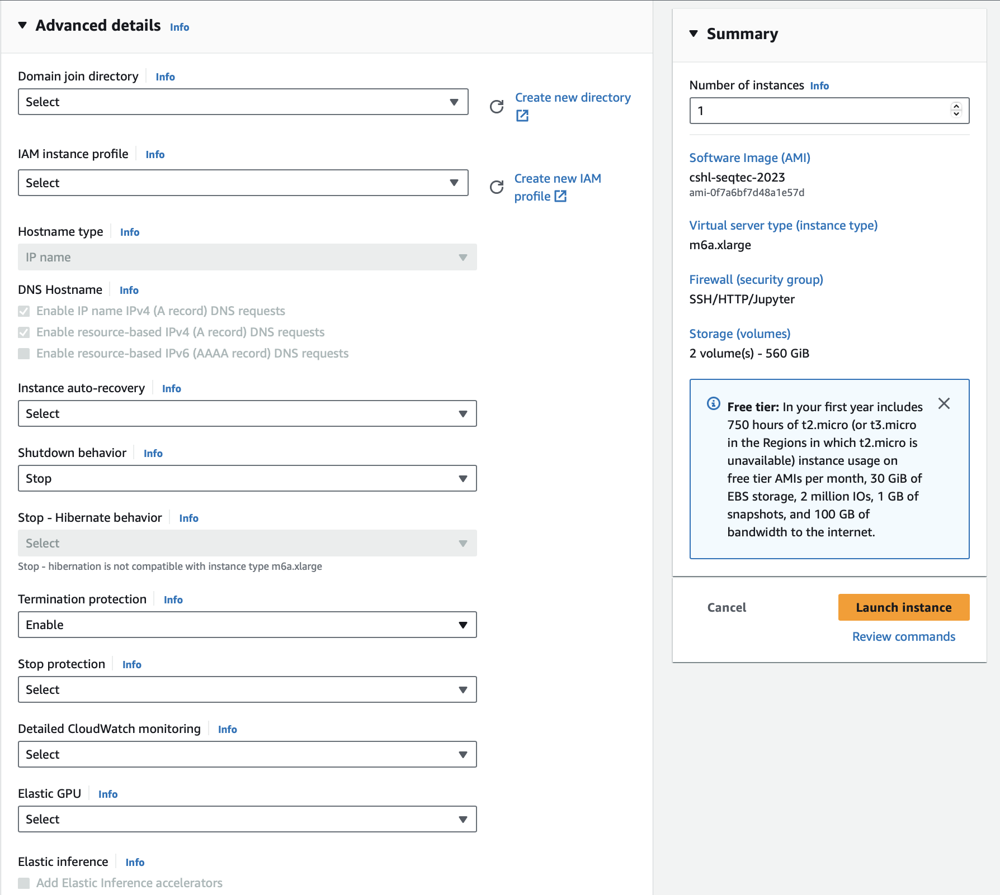 Advanced details Info
Domain join directory Info
Select
Create new directory
IAM instance profile Info
Select
Create new IAM
profile
Hostname type Info
IP name
DNS Hostname Info
Enable IP name IPv4 (A record) DNS requests
Enable resource-based IPv4 (A record) DNS requests
Enable resource-based IPv6 (AAAA record) DNS requests
Instance auto-recovery Info
Select
Shutdown behavior Info
Stop
Stop - Hibernate behavior Info
Select
Stop - hibernation is not compatible with instance type m6a.xlarge
Termination protection Info
Enable
Stop protection Info
Select
Detailed CloudWatch monitoring Info
Select
Elastic GPU Info
Select
Elastic inference Info
Add Elastic Inference accelerators
Summary
Number of instances Info
1
Software Image (AMI)
cshl-seqtec-2023
ami-0f7a6bf7d48a1e57d
Virtual server type (instance type)
m6a.xlarge
Firewall (security group)
SSH/HTTP/Jupyter
Storage (volumes)
2 volume(s) - 560 GiB
Free tier: In your first year includes
750 hours of t2.micro (or t3.micro
in the Regions in which t2.micro is
unavailable) instance usage on
free tier AMIs per month, 30 GiB of
EBS storage, 2 million IOs, 1 GB of
snapshots, and 100 GB of
bandwidth to the internet.
Cancel
Launch instance
Review commands